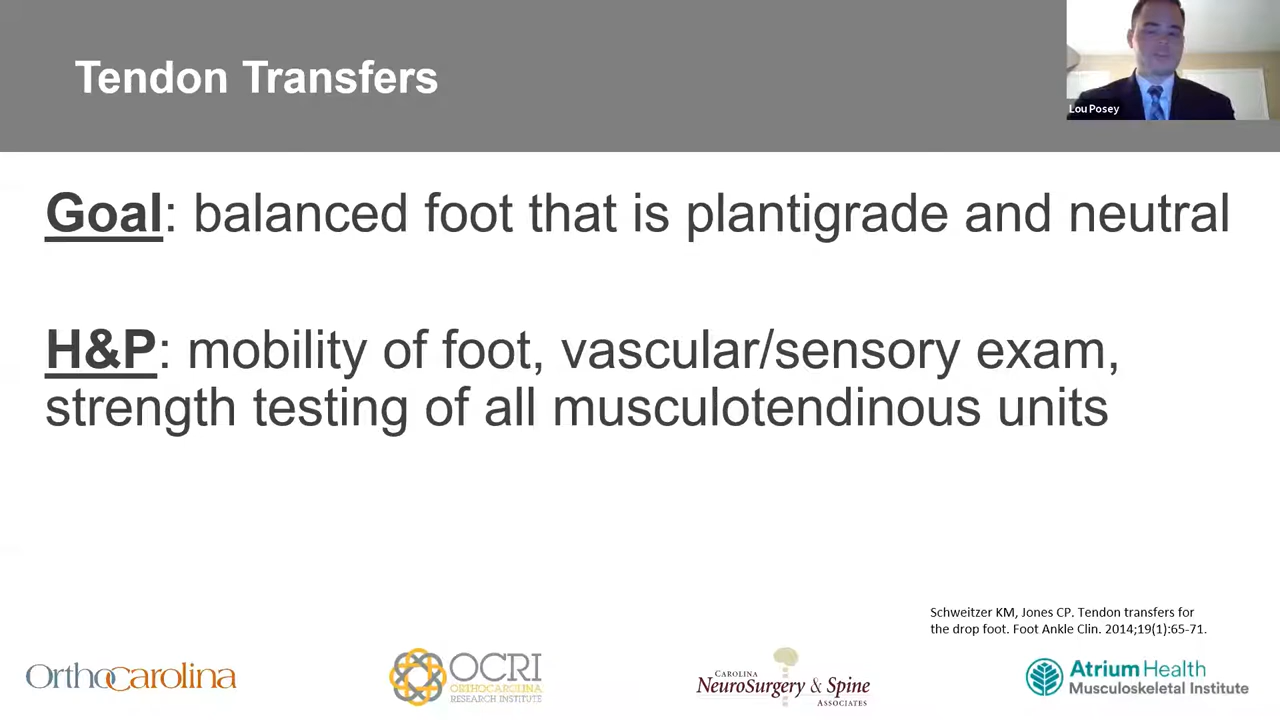 Tendon Transfers
Lou Posey
Goal: balanced foot that is plantigrade and neutral
H&P: mobility of foot, vascular/sensory exam,
strength testing of all musculotendinous units
Schweitzer KM, Jones CP. Tendon transfers for
the drop foot. Foot Ankle Clin. 2014;19(1):65-71.
OrthoCarolina
OCRI
ORTHOCAROLINA
RESEARCH INSTITUTE
CAROLINA
NEUROSURGERY & SPINE
ASSOCIATES
Atrium Health
Musculoskeletal Institute